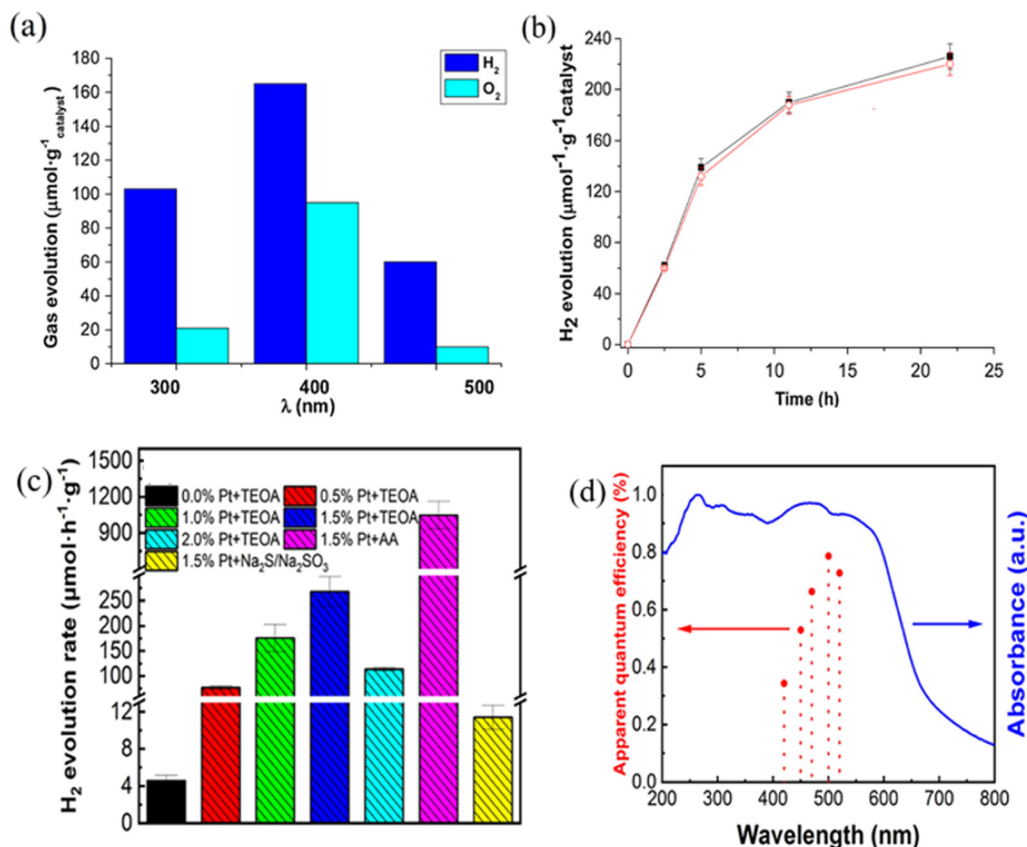 (a)
H2
O2
Gas evolution (μmol·g-1catalyst)
180
160
140
120
100
80
60
40
20
0
300 400 500
λ (nm)
(b)
H2 evolution (μmol-1·g-1catalyst
240
200
160
120
80
40
0
0 5 10 15 20 25
Time (h)
(c)
H2 evolution rate (μmol·h-1·g-1)
1500
1200
900
250
200
150
100
12
8
4
0
0.0% Pt+TEOA 0.5% Pt+TEOA
1.0% Pt+TEOA 1.5% Pt+TEOA
2.0% Pt+TEOA 1.5% Pt+AA
1.5% Pt+Na2S/Na2SO3
(d)
Apparent quantum efficiency (%)
1.0
0.8
0.6
0.4
0.2
0.0
200 300 400 500 600 700 800
Wavelength (nm)
Absorbance (a.u.)